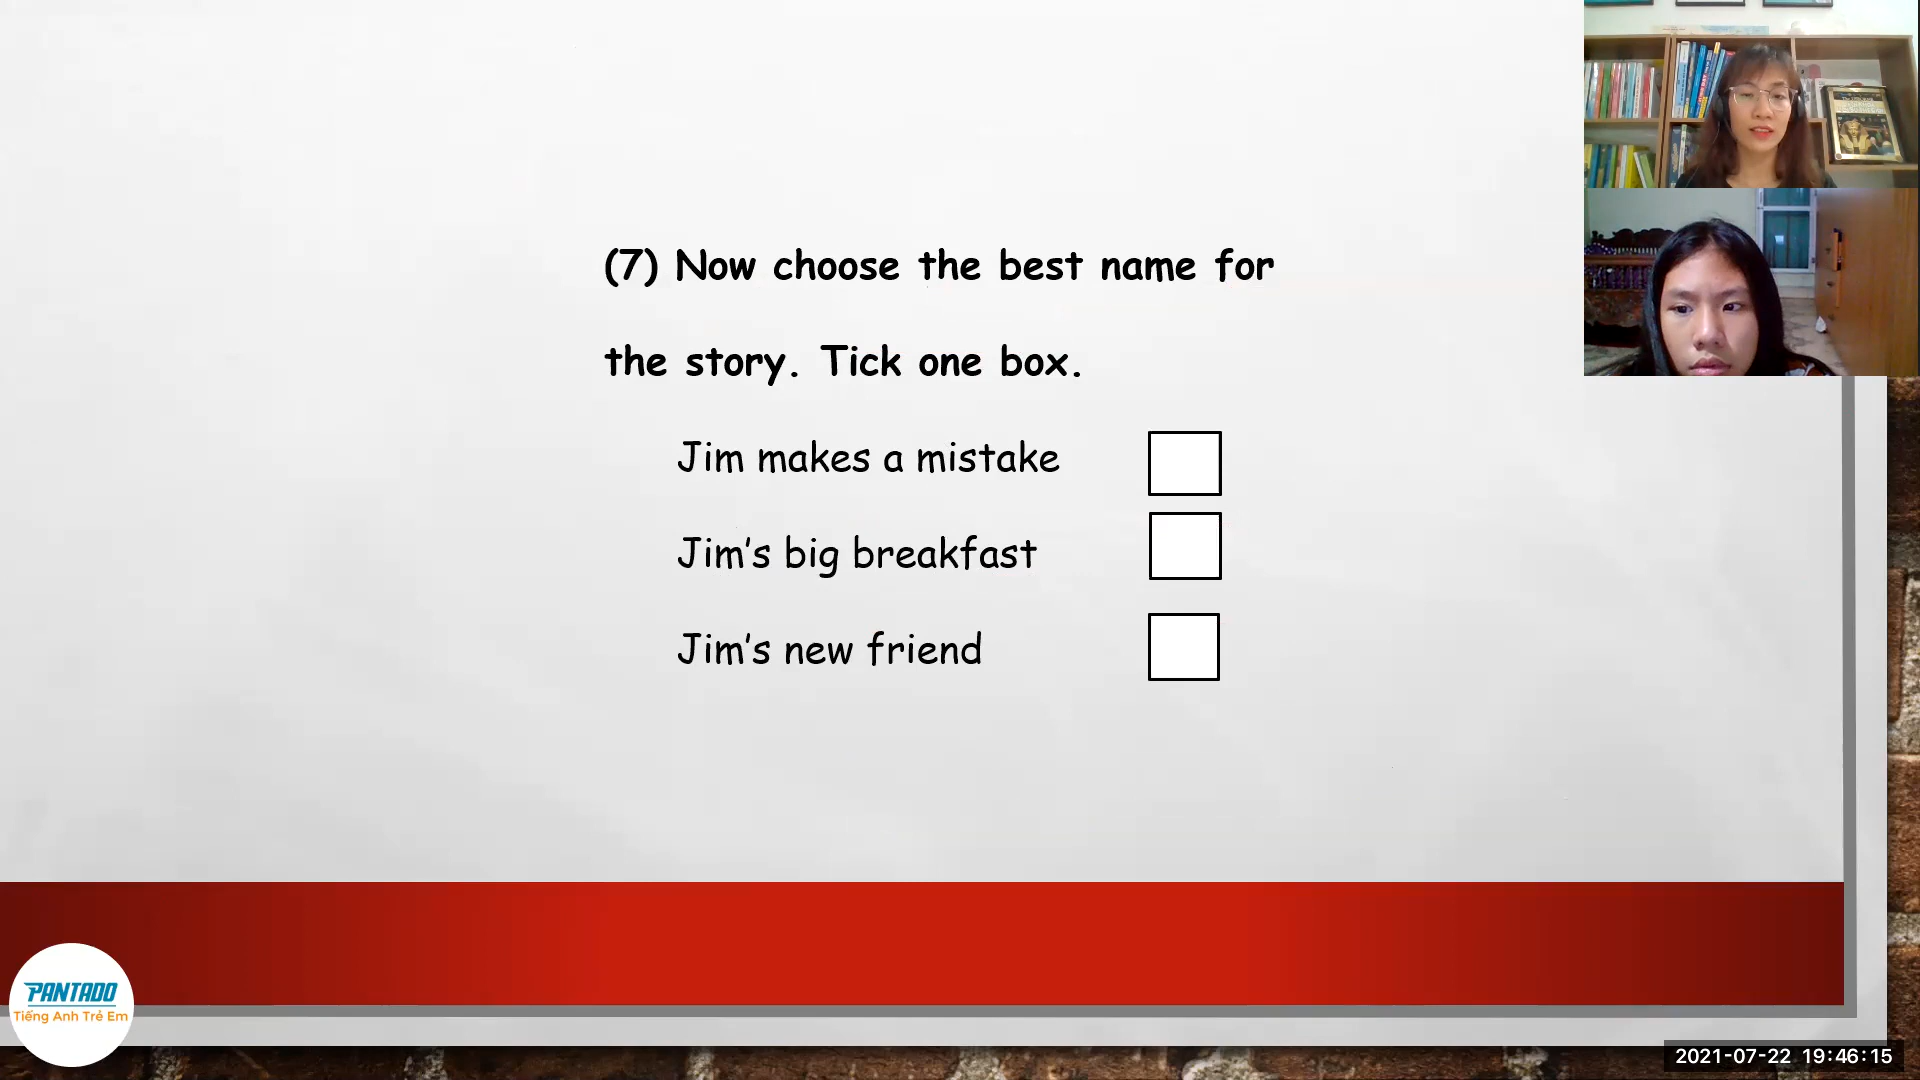 (7) Now choose the best name for
the story. Tick one box.
Jim makes a mistake
Jim's big breakfast
Jim's new friend
PANTADO
Tiếng Anh Trẻ Em
2021-07-22 19:46:15